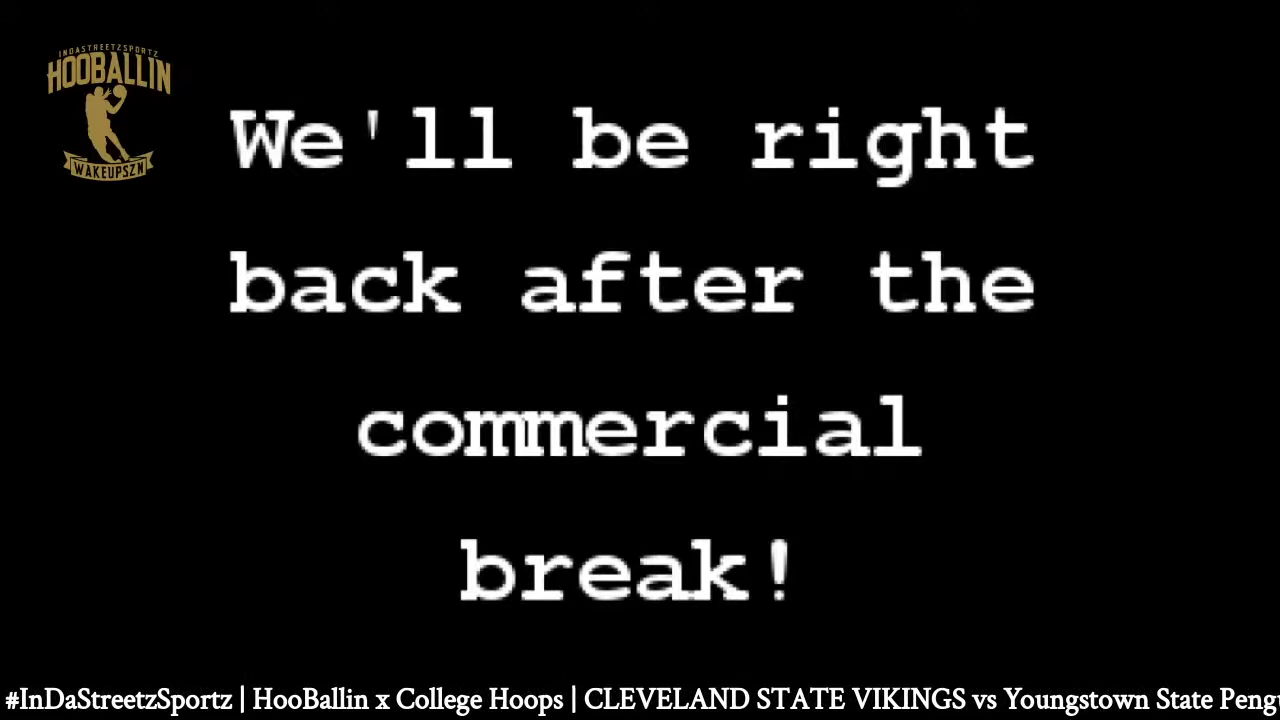 INDASTREETZSPORTZ
HOOBALLIN
WAKEUPSZN
We'll be right
back after the
commercial
break!
#InDaStreetzSportz | HooBallin x College Hoops | CLEVELAND STATE VIKINGS vs Youngstown State Peng